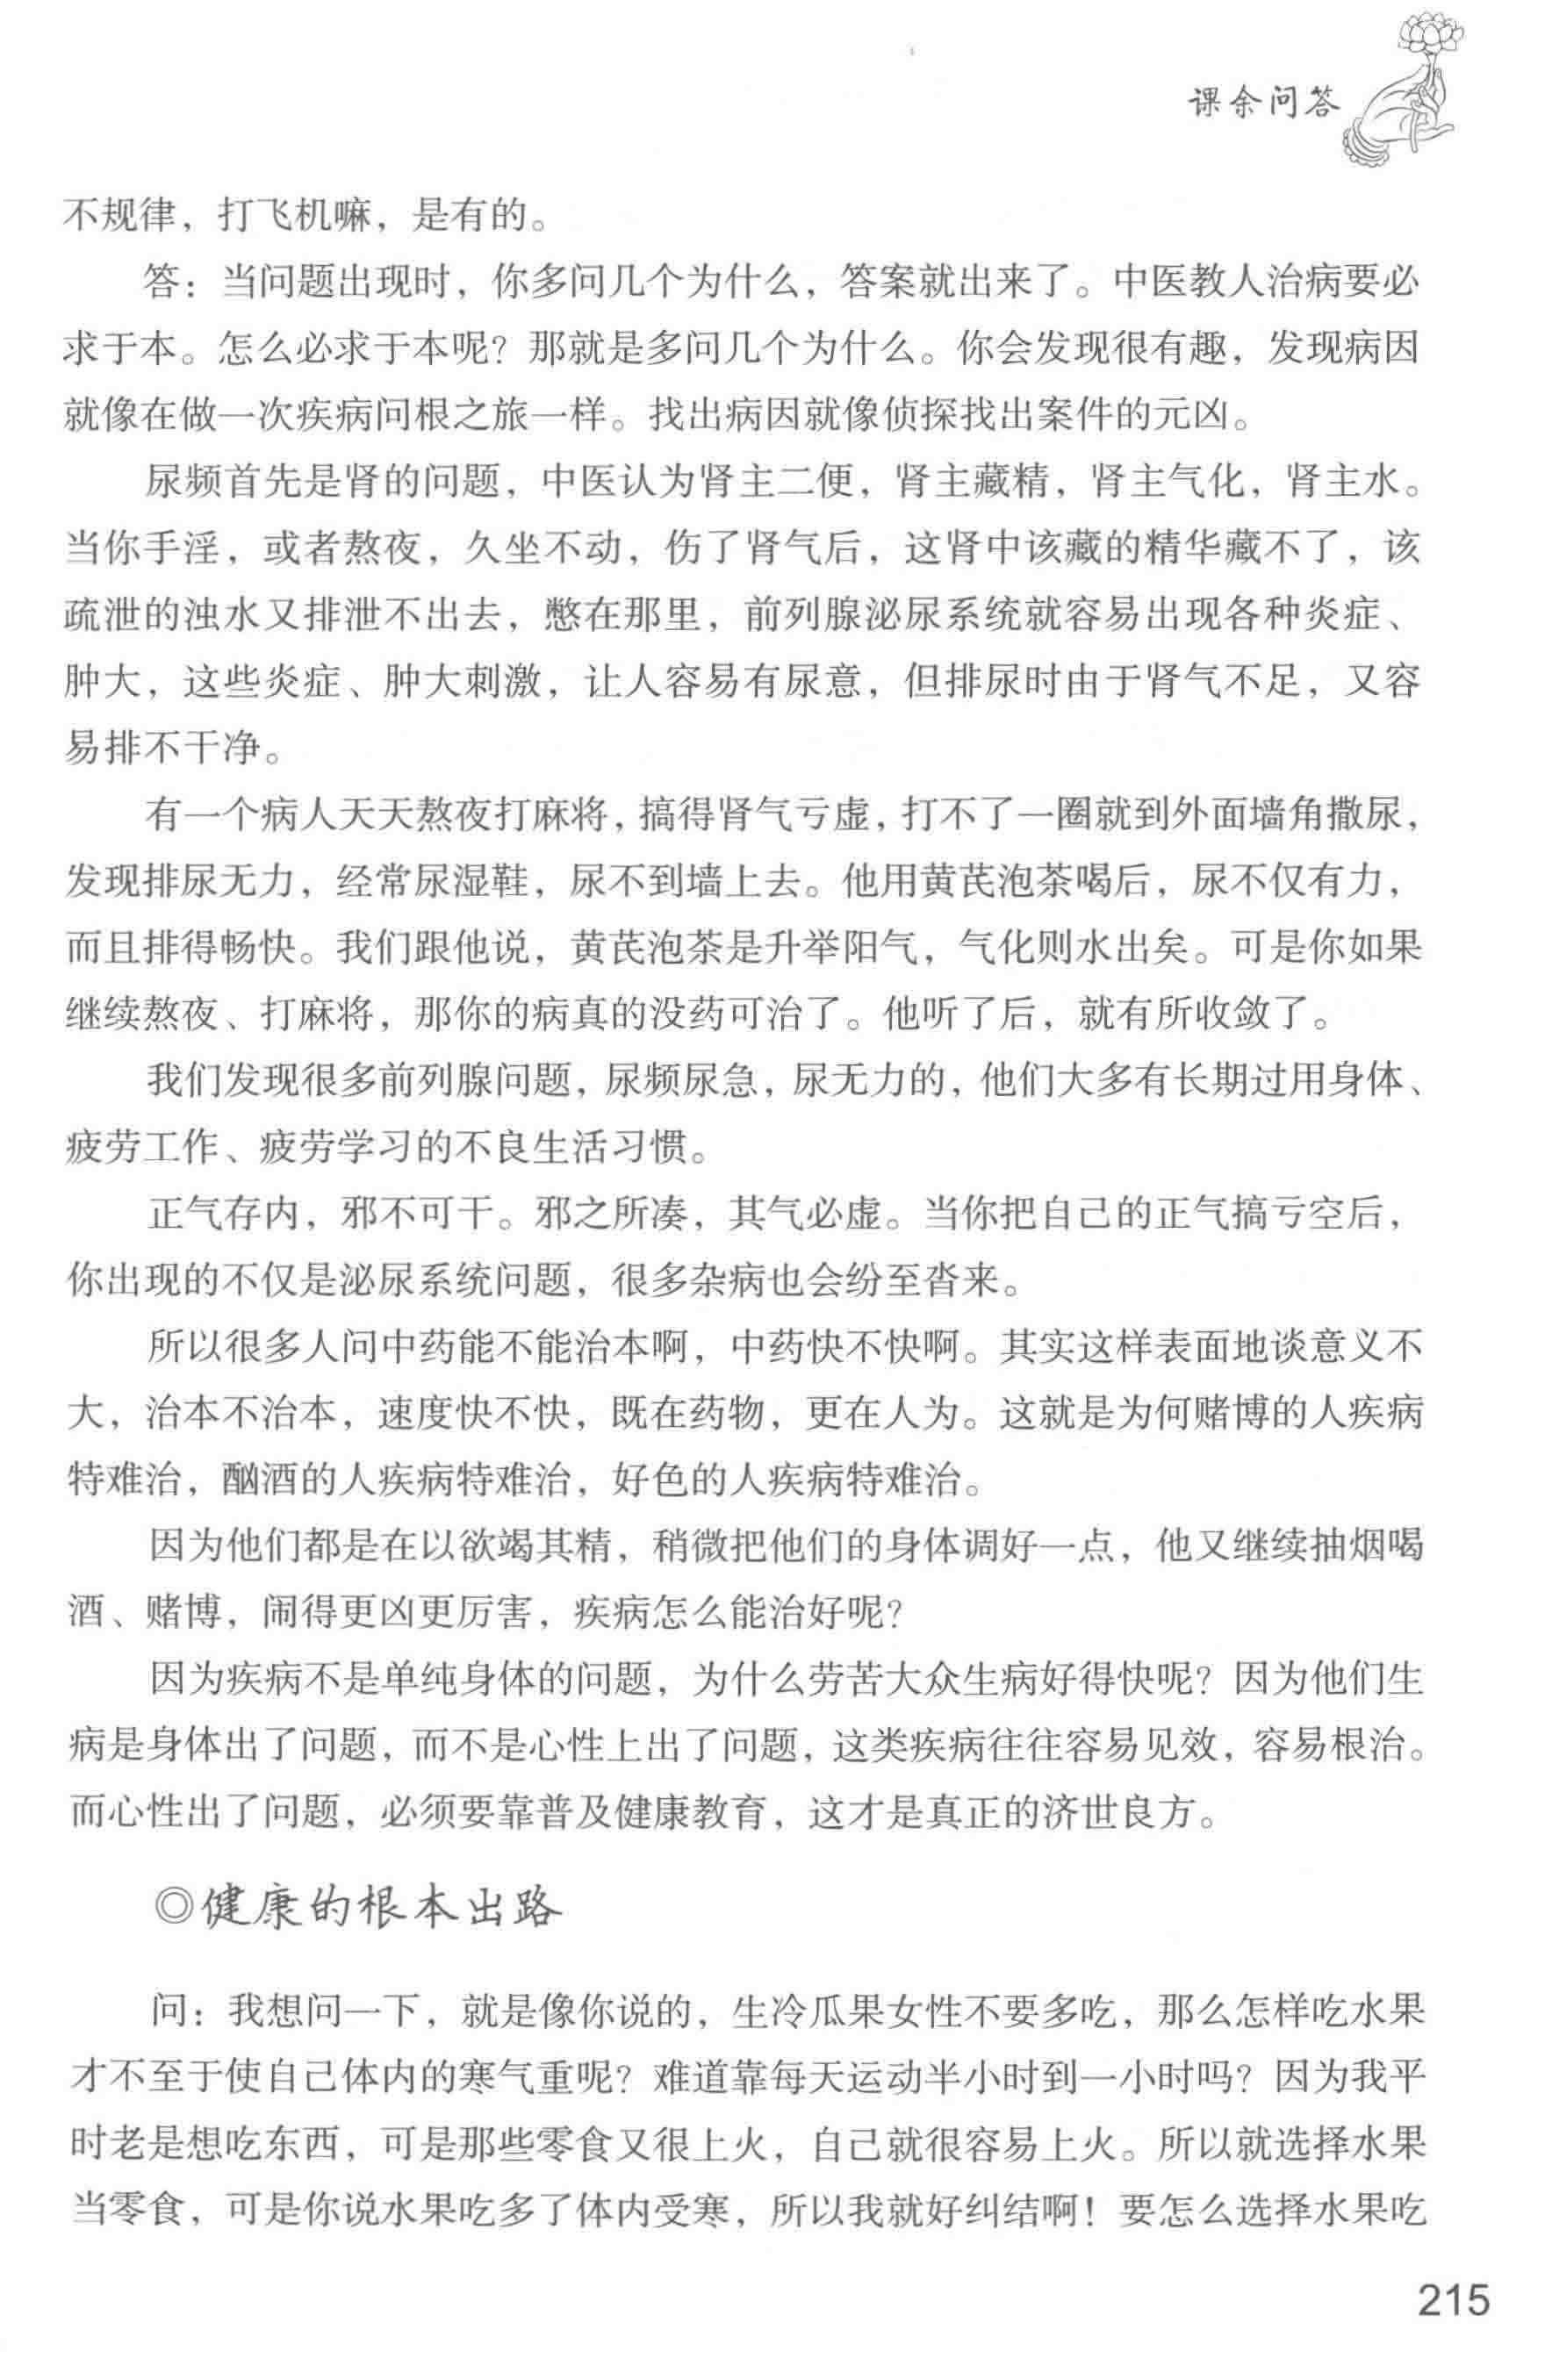 课余问答
不规律，打飞机嘛，是有的。
答：当问题出现时，你多问几个为什么，答案就出来了。中医教人治病要必
求于本。怎么必求于本呢？那就是多问几个为什么。你会发现很有趣，发现病因
就像在做一次疾病问根之旅一样。找出病因就像侦探找出案件的元凶。
尿频首先是肾的问题，中医认为肾主二便，肾主藏精，肾主气化，肾主水。
当你手淫，或者熬夜，久坐不动，伤了肾气后，这肾中该藏的精华藏不了，该
疏泄的浊水又排泄不出去，憋在那里，前列腺泌尿系统就容易出现各种炎症、
肿大，这些炎症、肿大刺激，让人容易有尿意，但排尿时由于肾气不足，又容
易排不干净。
有一个病人天天熬夜打麻将，搞得肾气亏虚，打不了一圈就到外面墙角撒尿，
发现排尿无力，经常尿湿鞋，尿不到墙上去。他用黄芪泡茶喝后，尿不仅有力，
而且排得畅快。我们跟他说，黄芪泡茶是升举阳气，气化则水出矣。可是你如果
继续熬夜、打麻将，那你的病真的没药可治了。他听了后，就有所收敛了。
我们发现很多前列腺问题，尿频尿急，尿无力的，他们大多有长期过用身体、
疲劳工作、疲劳学习的不良生活习惯。
正气存内，邪不可干。邪之所凑，其气必虚。当你把自己的正气搞亏空后，
你出现的不仅是泌尿系统问题，很多杂病也会纷至沓来。
所以很多人问中药能不能治本啊，中药快不快啊。其实这样表面地谈意义不
大，治本不治本，速度快不快，既在药物，更在人为。这就是为何赌博的人疾病
特难治，酗酒的人疾病特难治，好色的人疾病特难治。
因为他们都是在以欲竭其精，稍微把他们的身体调好一点，他又继续抽烟喝
酒、赌博，闹得更凶更厉害，疾病怎么能治好呢？
因为疾病不是单纯身体的问题，为什么劳苦大众生病好得快呢？因为他们生
病是身体出了问题，而不是心性上出了问题，这类疾病往往容易见效，容易根治。
而心性出了问题，必须要靠普及健康教育，这才是真正的济世良方。
◎健康的根本出路
问：我想问一下，就是像你说的，生冷瓜果女性不要多吃，那么怎样吃水果
才不至于使自己体内的寒气重呢？难道靠每天运动半小时到一小时吗？因为我平
时老是想吃东西，可是那些零食又很上火，自己就很容易上火。所以就选择水果
当零食，可是你说水果吃多了体内受寒，所以我就好纠结啊！要怎么选择水果吃
215